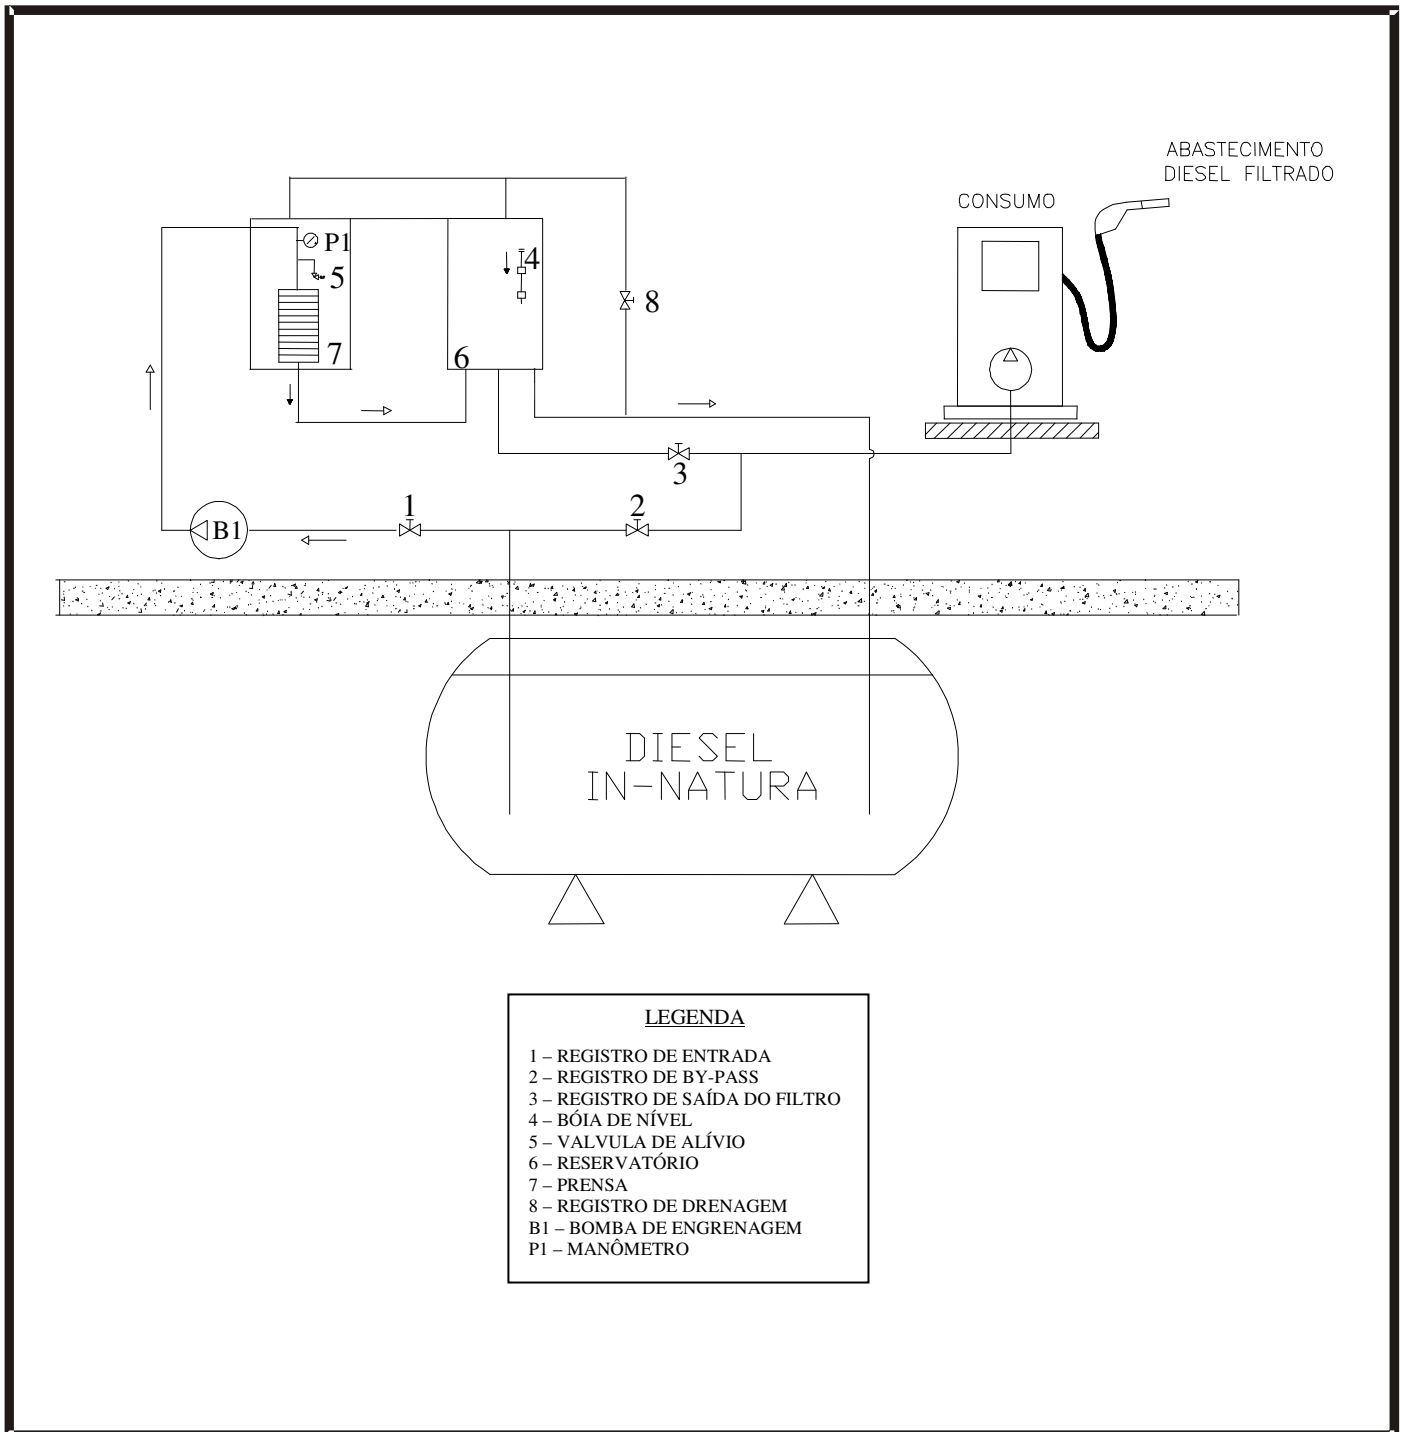 ABASTECIMENTO
DIESEL FILTRADO
CONSUMO
P1
4
5
8
7
6
3
1
2
B1
DIESEL
IN-NATURA
LEGENDA
1 – REGISTRO DE ENTRADA
2 – REGISTRO DE BY-PASS
3 – REGISTRO DE SAÍDA DO FILTRO
4 – BÓIA DE NÍVEL
5 – VALVULA DE ALÍVIO
6 – RESERVATÓRIO
7 – PRENSA
8 – REGISTRO DE DRENAGEM
B1 – BOMBA DE ENGRENAGEM
P1 – MANÔMETRO